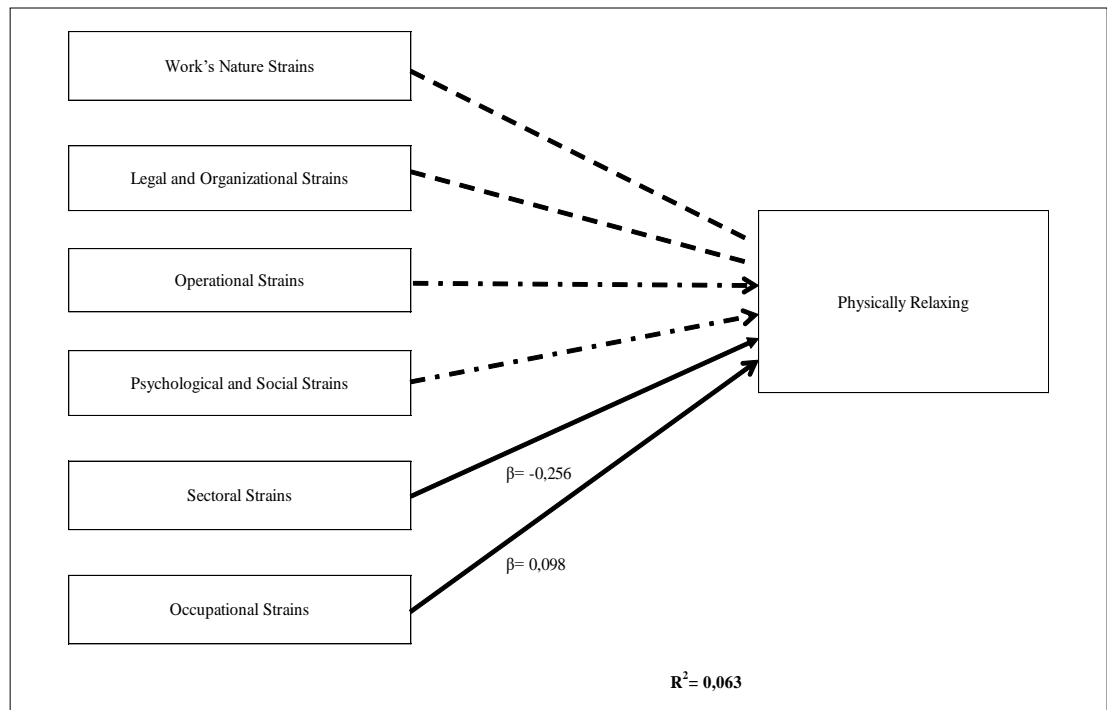 Work’s Nature Strains
Legal and Organizational Strains
Operational Strains
Physically Relaxing
Psychological and Social Strains
Sectoral Strains
β= -0,256
β= 0,098
Occupational Strains
R²= 0,063